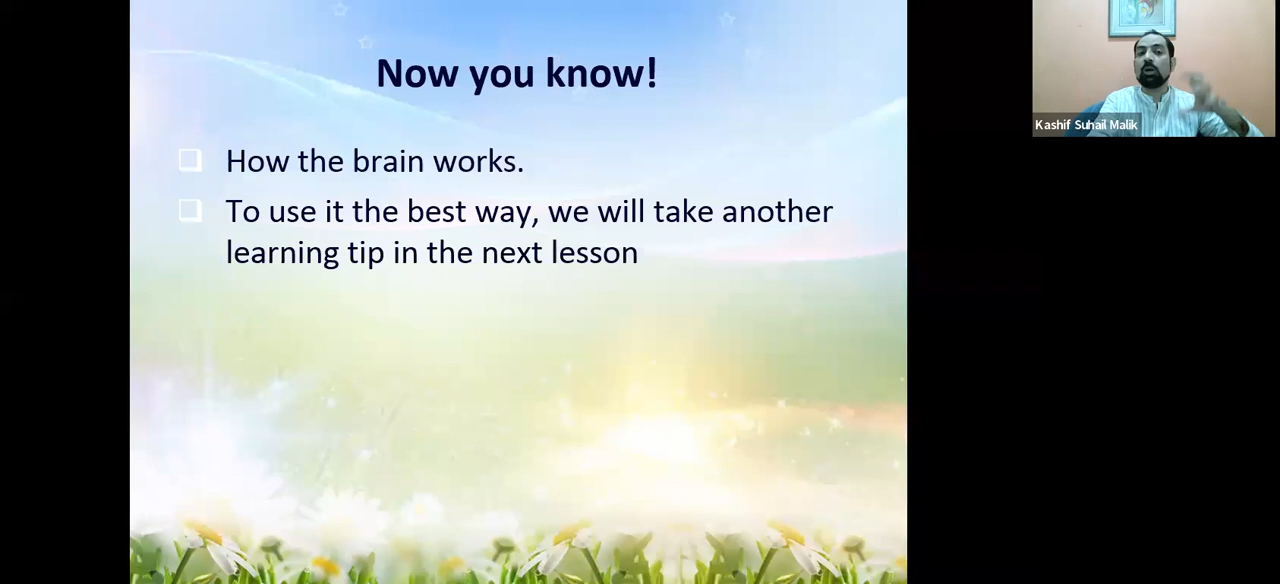 Now you know!
How the brain works.
To use it the best way, we will take another
learning tip in the next lesson
Kashif Suhail Malik